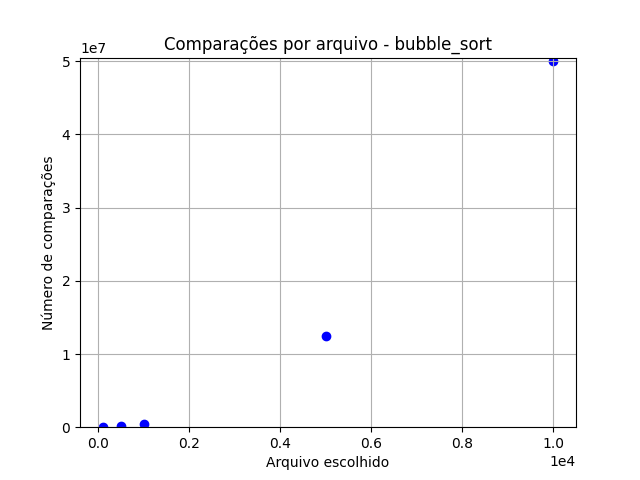 Comparações por arquivo - bubble_sort
1e7
5
4
3
2
1
0
Número de comparações
0.0 0.2 0.4 0.6 0.8 1.0
1e4
Arquivo escolhido